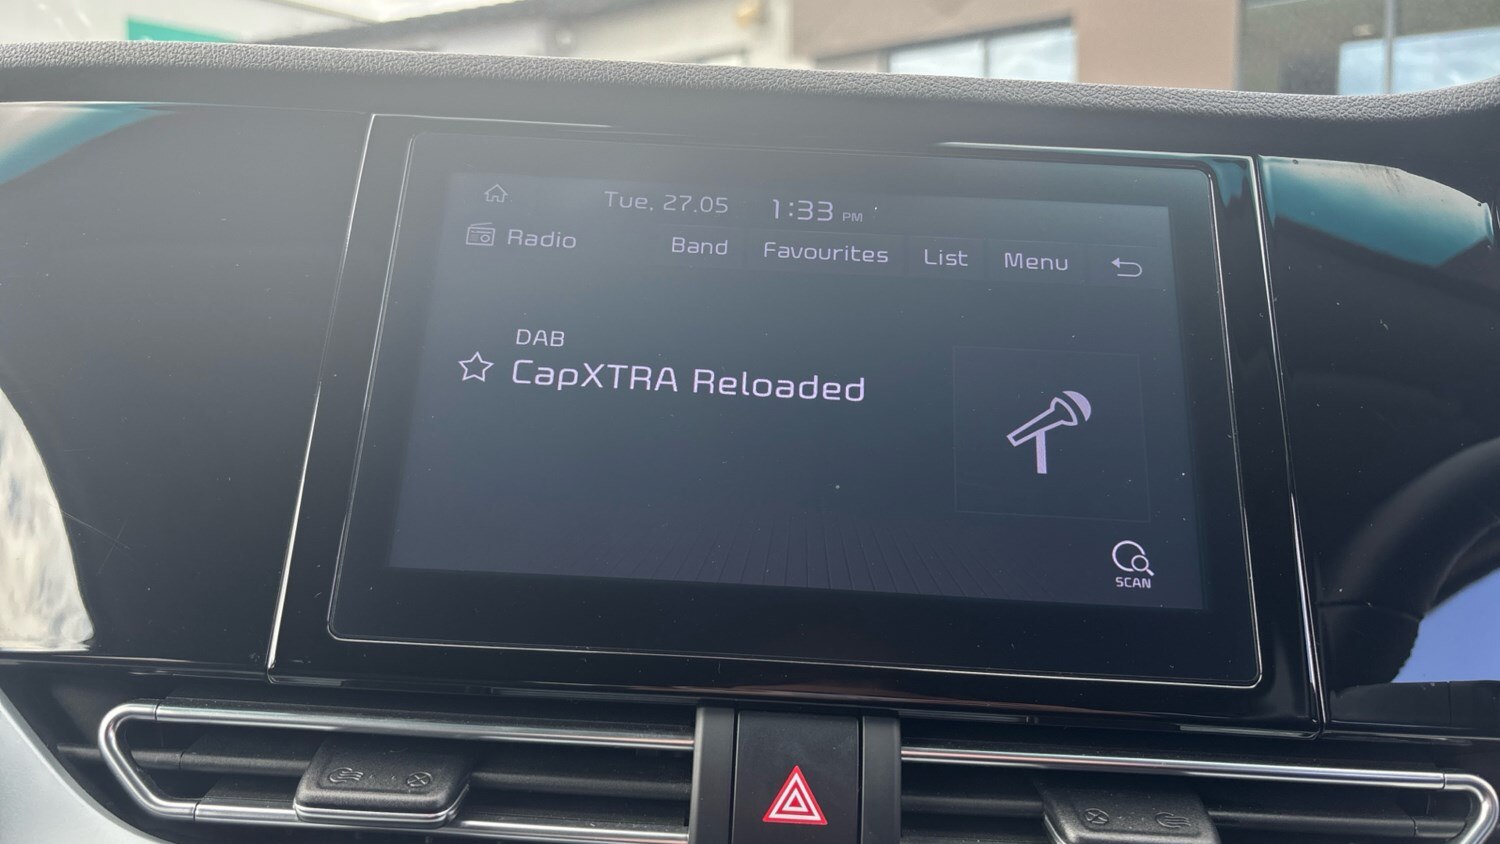 Tue. 27.05 1:33 PM
Radio Band Favourites List Menu
DAB
CapXTRA Reloaded
SCAN